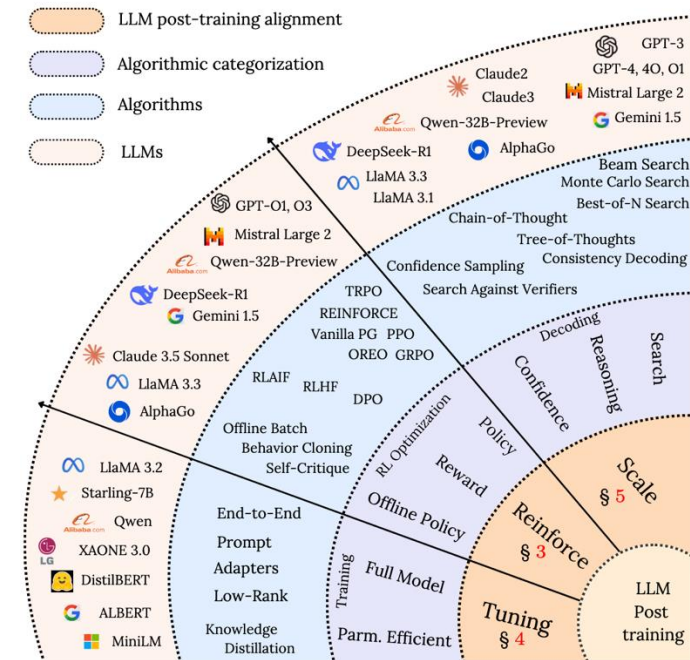 LLM post-training alignment
Algorithmic categorization
Algorithms
LLMs
GPT-3
GPT-4, 4O, O1
Mistral Large 2
Gemini 1.5
Claude2
Claude3
Alibaba.com
Qwen-32B-Preview
DeepSeek-R1
AlphaGo
LlaMA 3.3
LlaMA 3.1
Beam Search
Monte Carlo Search
Best-of-N Search
Chain-of-Thought
Tree-of-Thoughts
Consistency Decoding
Confidence Sampling
Search Against Verifiers
Decoding
Confidence
Reasoning
Search
Scale
§ 5
GPT-O1, O3
Mistral Large 2
Alibaba.com
Qwen-32B-Preview
DeepSeek-R1
Gemini 1.5
Claude 3.5 Sonnet
LlaMA 3.3
AlphaGo
TRPO
REINFORCE
Vanilla PG PPO
OREO GRPO
RLAIF
RLHF
DPO
Offline Batch
Behavior Cloning
Self-Critique
RL Optimization
Policy
Reward
Offline Policy
Reinforce
§ 3
LlaMA 3.2
Starling-7B
Alibaba.com
Qwen
LG
XAONE 3.0
DistilBERT
ALBERT
MiniLM
End-to-End
Prompt
Adapters
Low-Rank
Knowledge
Distillation
Training
Full Model
Parm. Efficient
Tuning
§ 4
LLM
Post
training